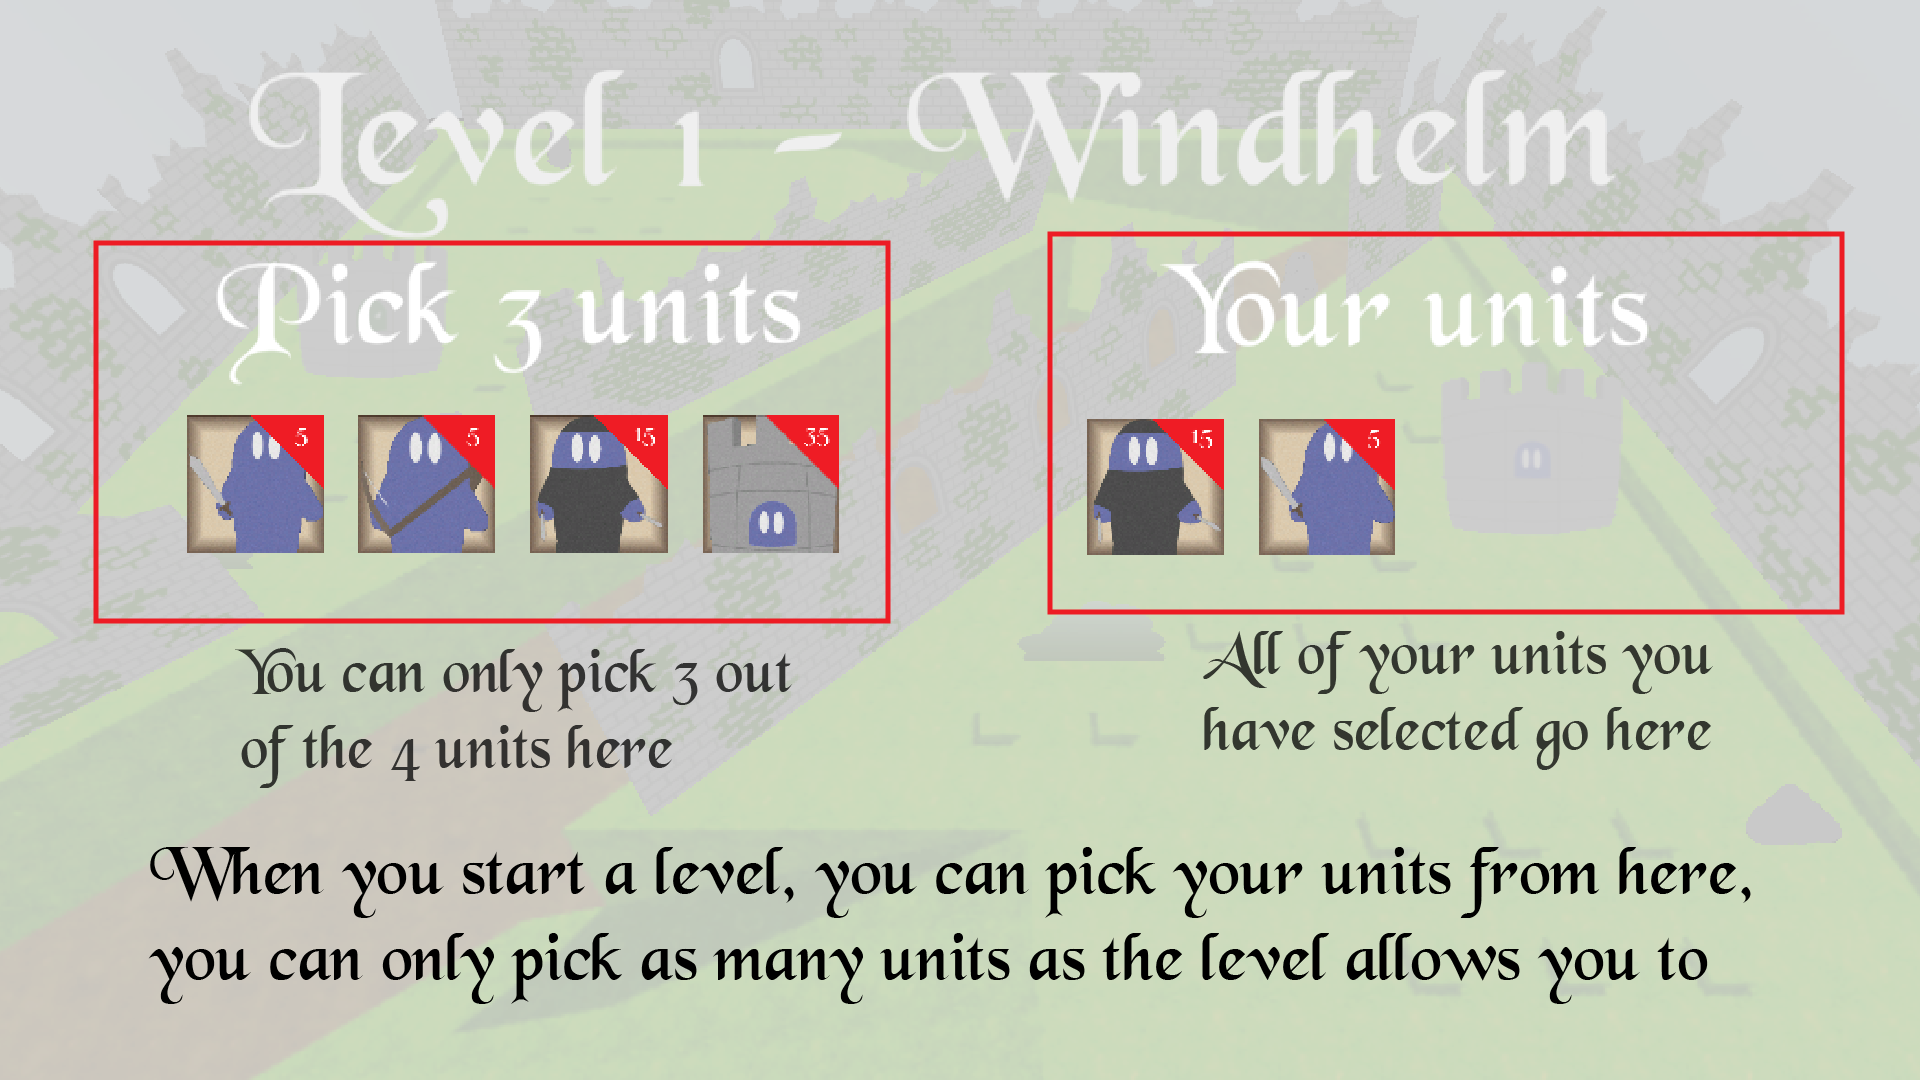 Level 1 - Windhelm
Pick 3 units
5 5 15 35
You can only pick 3 out
of the 4 units here
Your units
15 5
All of your units you
have selected go here
When you start a level, you can pick your units from here,
you can only pick as many units as the level allows you to